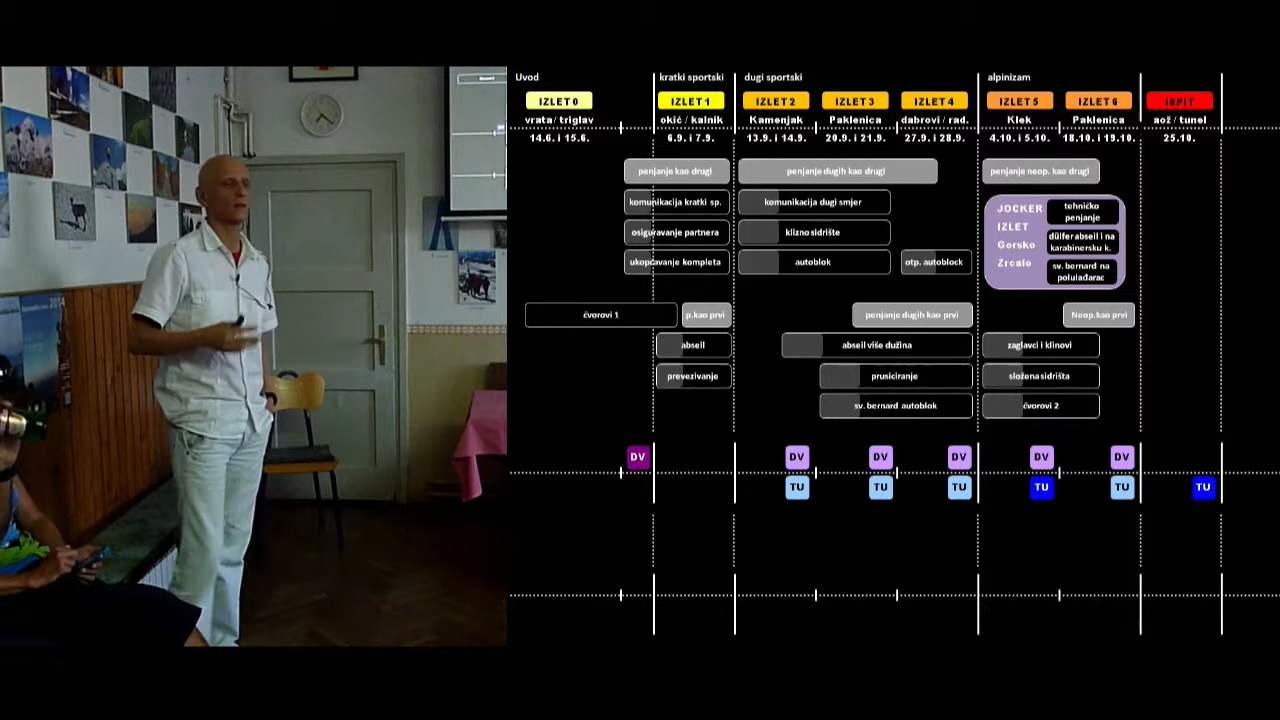 Uvod
kratki sportski
dugi sportski
alpinizam
IZLET 0
IZLET 1
IZLET 2
IZLET 3
IZLET 4
IZLET 5
IZLET 6
ISPIT
vrata / triglav
okić / kalnik
Kamenjak
Paklenica
dabrovi / rad.
Klek
Paklenica
aož / tunel
14.6. i 15.6.
6.9. i 7.9.
13.9. i 14.9.
20.9. i 21.9.
27.9. i 28.9.
4.10. i 5.10.
18.10. i 19.10.
25.10.
penjanje kao drugi
penjanje dugih kao drugi
penjanje neop. kao drugi
komunikacija kratki sp.
komunikacija dugi smjer
osiguravanje partnera
klizno sidrište
ukopčavanje kompleta
autoblok
otp. autoblock
JOCKER
IZLET
Gorsko
Zrcalo
tehničko
penjanje
dülfer abseil i na
karabinersku k.
sv. bernard na
polulađarac
čvorovi 1
p.kao prvi
penjanje dugih kao prvi
Neop.kao prvi
abseil
abseil više dužina
zaglavci i klinovi
prevezivanje
prusiciranje
složena sidrišta
sv. bernard autoblok
čvorovi 2
DV
DV
DV
DV
DV
DV
TU
TU
TU
TU
TU
TU